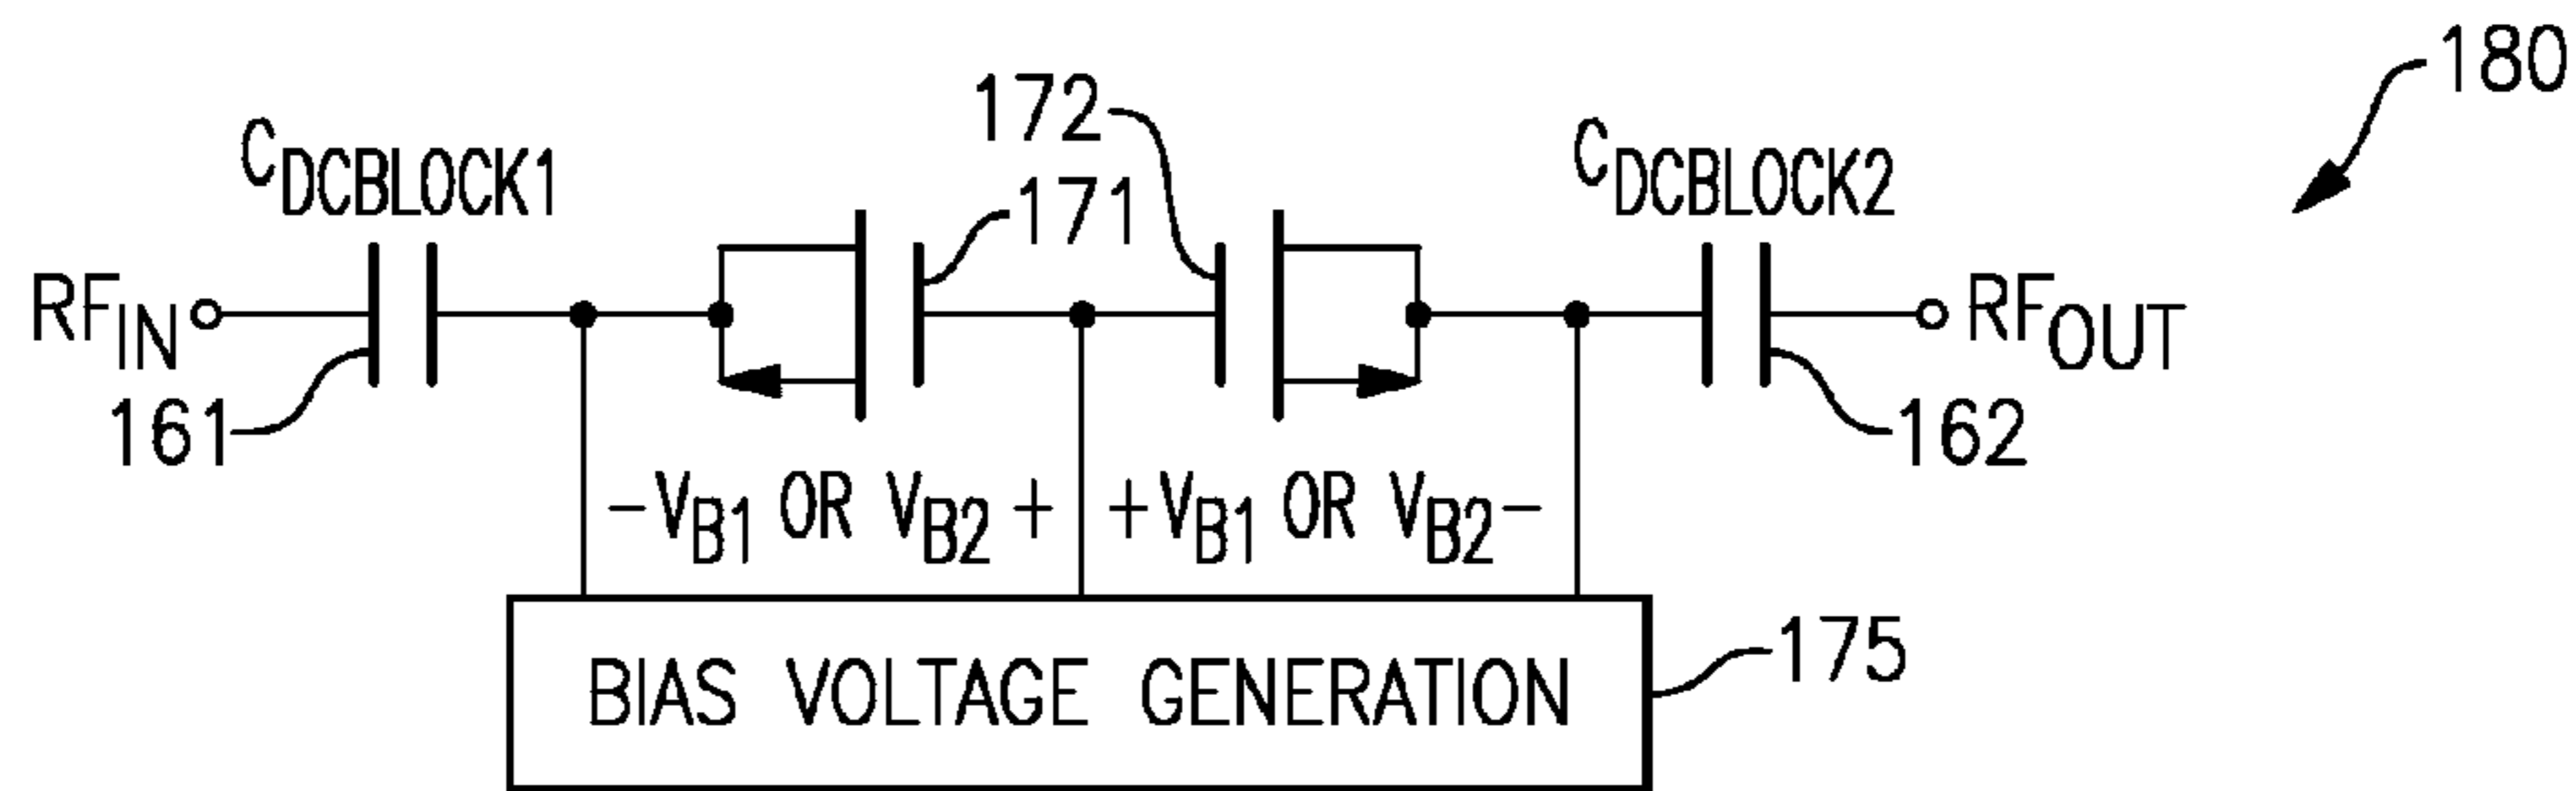 180
172
C_DCBLOCK1
C_DCBLOCK2
171
RF_IN
RF_OUT
161
162
-V_B1 OR V_B2 + +V_B1 OR V_B2-
175
BIAS VOLTAGE GENERATION